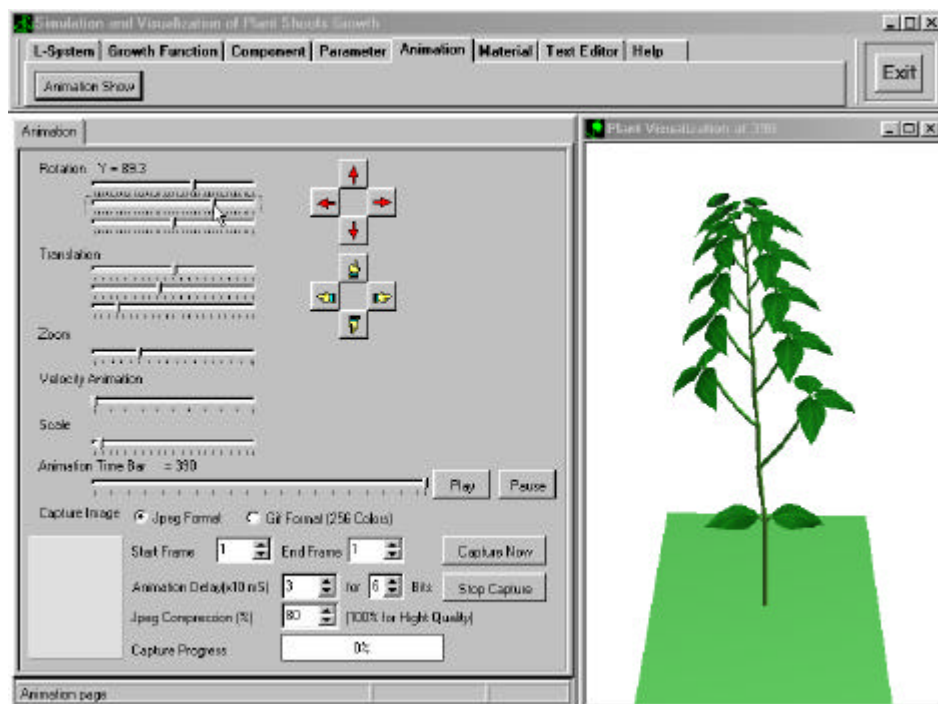 Simulation and Visualization of Plant Shoots Growth
L-System Growth Function Component Parameter Animation Material Text Editor Help
Exit
Animation Show
Animation
Plant Visualization at 390
Rotation Y = 89.3
Translation
Zoom
Velocity Animation
Scale
Animation Time Bar = 390
Play Pause
Capture Image Jpeg Format Gif Format (256 Colors)
Start Frame 1 End Frame 1 Capture Now
Animation Delay(x10 mS) 3 for 6 Bits Stop Capture
Jpeg Compression (%) 80 (100% for Hight Quality)
Capture Progress 0%
Animation page